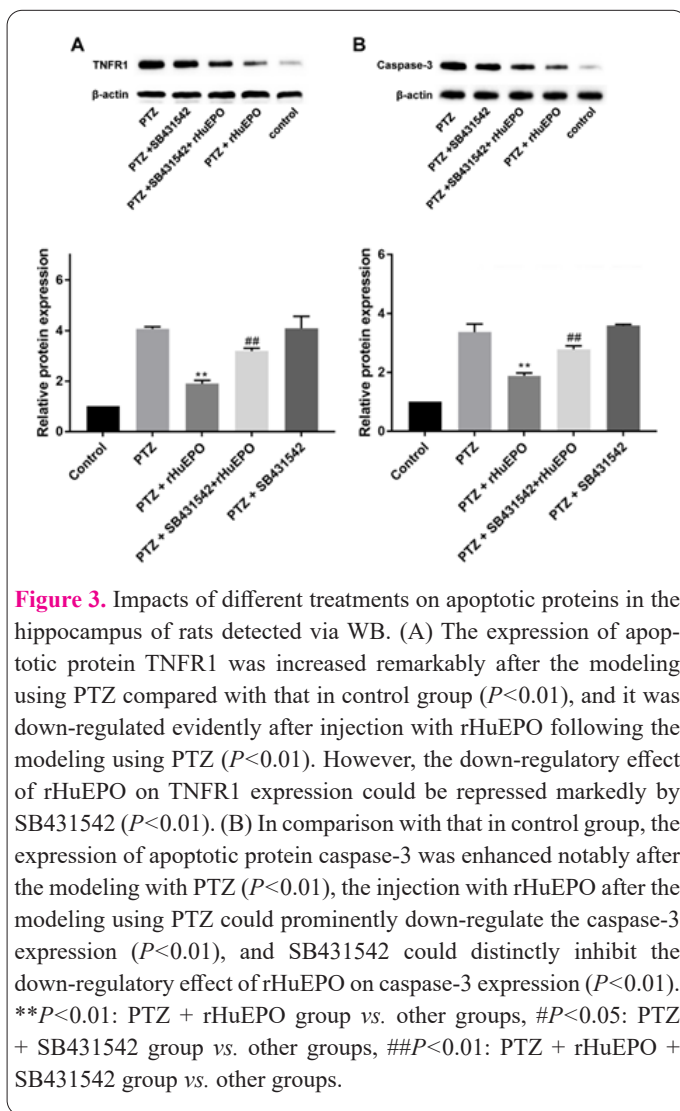 A
TNFR1
β-actin
PTZ
PTZ +SB431542
PTZ +SB431542+ rHuEPO
PTZ + rHuEPO
control
B
Caspase-3
β-actin
PTZ
PTZ +SB431542
PTZ +SB431542+ rHuEPO
PTZ + rHuEPO
control
Relative protein expression
6
4
2
0
**
##
Control
PTZ
PTZ + rHuEPO
PTZ + SB431542+rHuEPO
PTZ + SB431542
Relative protein expression
6
4
2
0
**
##
Control
PTZ
PTZ + rHuEPO
PTZ + SB431542+rHuEPO
PTZ + SB431542
Figure 3. Impacts of different treatments on apoptotic proteins in the
hippocampus of rats detected via WB. (A) The expression of apop-
totic protein TNFR1 was increased remarkably after the modeling
using PTZ compared with that in control group (P<0.01), and it was
down-regulated evidently after injection with rHuEPO following the
modeling using PTZ (P<0.01). However, the down-regulatory effect
of rHuEPO on TNFR1 expression could be repressed markedly by
SB431542 (P<0.01). (B) In comparison with that in control group, the
expression of apoptotic protein caspase-3 was enhanced notably after
the modeling with PTZ (P<0.01), the injection with rHuEPO after the
modeling using PTZ could prominently down-regulate the caspase-3
expression (P<0.01), and SB431542 could distinctly inhibit the
down-regulatory effect of rHuEPO on caspase-3 expression (P<0.01).
**P<0.01: PTZ + rHuEPO group vs. other groups, #P<0.05: PTZ
+ SB431542 group vs. other groups, ##P<0.01: PTZ + rHuEPO +
SB431542 group vs. other groups.